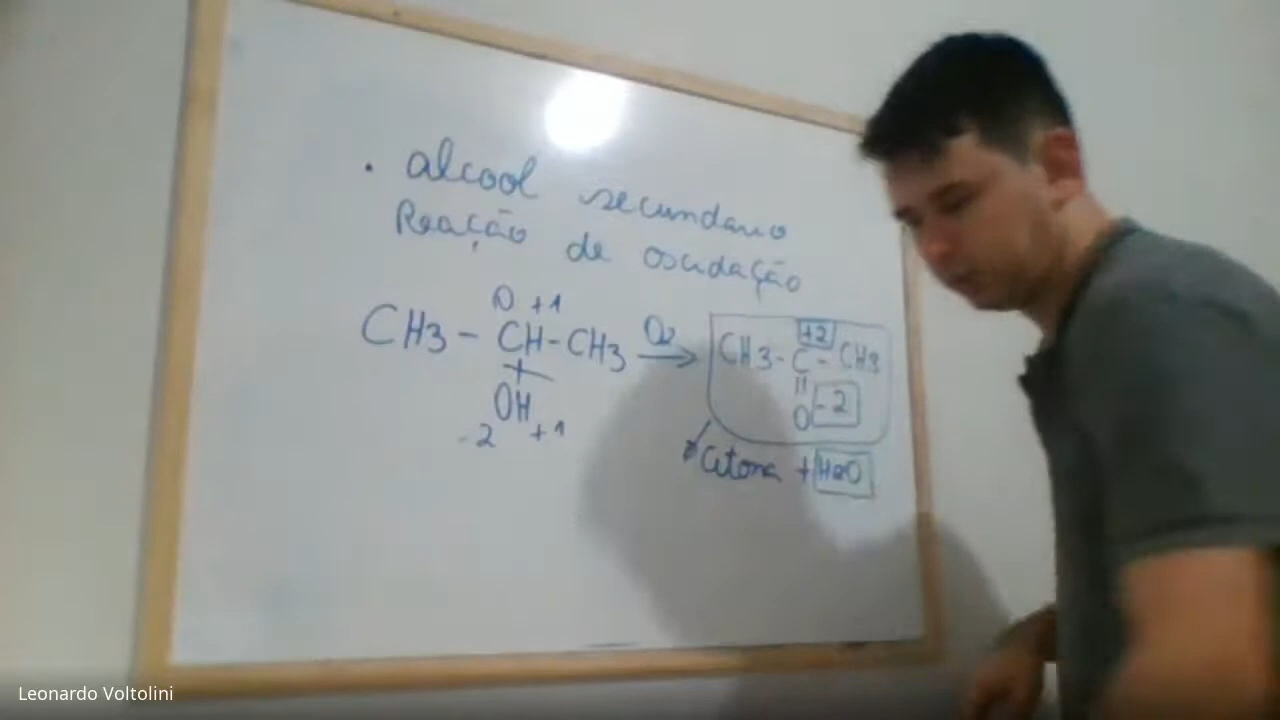 . alcool secundario
Reação de oxidação
0 +1
CH3 - CH - CH3 O2 → CH3 - C - CH3
+2
OH
O -2
-2 +1
Cetona + H2O
Leonardo Voltolini